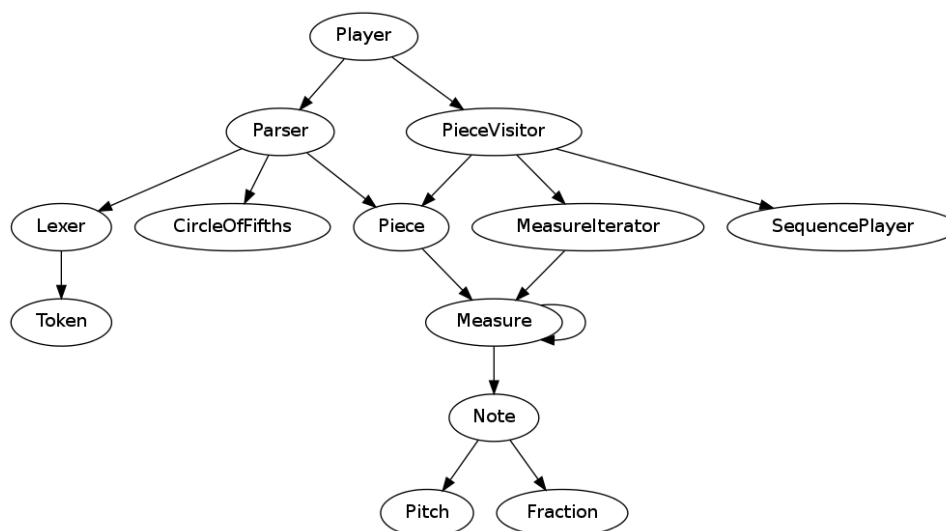 Player
Parser
PieceVisitor
Lexer
CircleOfFifths
Piece
MeasureIterator
SequencePlayer
Token
Measure
Note
Pitch
Fraction